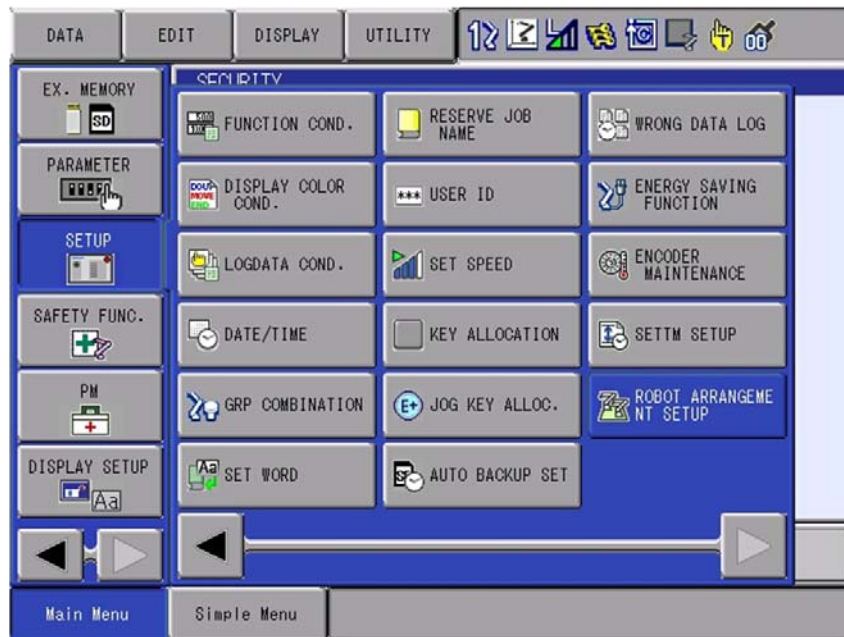 DATA
EDIT
DISPLAY
UTILITY
EX. MEMORY
SD
PARAMETER
SETUP
SAFETY FUNC.
PM
DISPLAY SETUP
Aa
SECURITY
FUNCTION COND.
RESERVE JOB
NAME
WRONG DATA LOG
DISPLAY COLOR
COND.
*** USER ID
ENERGY SAVING
FUNCTION
LOGDATA COND.
SET SPEED
ENCODER
MAINTENANCE
DATE/TIME
KEY ALLOCATION
SETTM SETUP
GRP COMBINATION
E+ JOG KEY ALLOC.
ROBOT ARRANGEME
NT SETUP
Aa SET WORD
AUTO BACKUP SET
Main Menu
Simple Menu